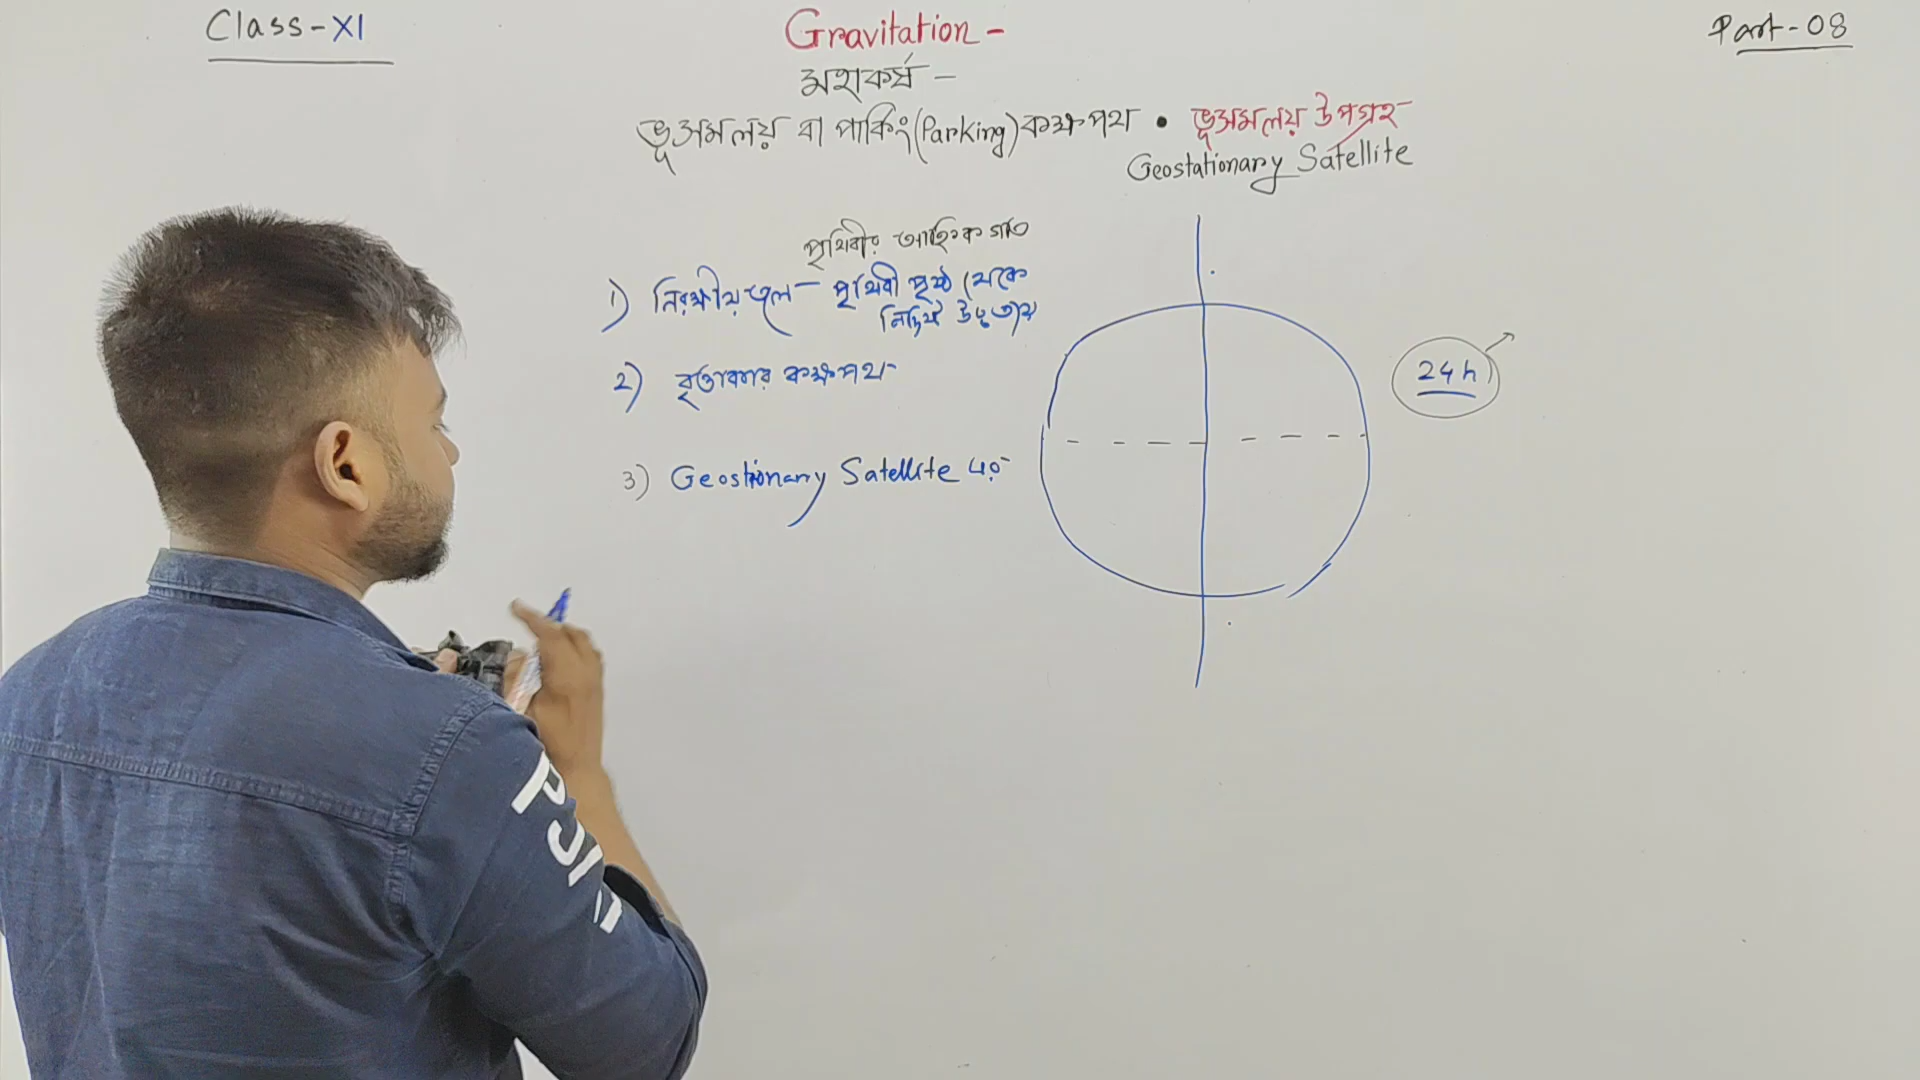 Class-XI
Gravitation -
Part-08
মহাকর্ষ -
ভূসমলয় বা পার্কিং(Parking)কক্ষপথ • ভূসমলয় উপগ্রহ
Geostationary Satellite
পৃথিবীর আহ্নিক গতি
1) নিরক্ষীয়তল - পৃথিবী পৃষ্ঠ থেকে
নির্দিষ্ট উচ্চতায়
2) বৃত্তাকার কক্ষপথ-
24h
3) Geostionary Satellite এর